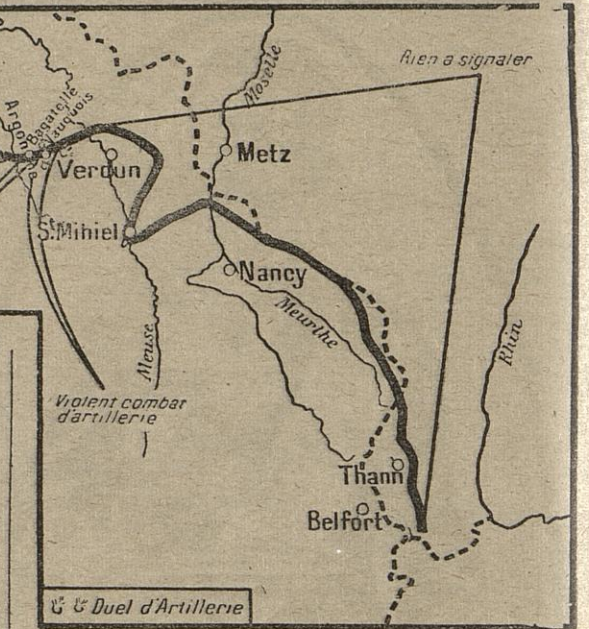 Rien a signaler
Moselle
Argon
Bagatelle
Vauquois
Metz
Verdun
St Mihiel
Nancy
Meurthe
Rhin
Meuse
Violent combat
d'artillerie
Thann
Belfort
Duel d'Artillerie